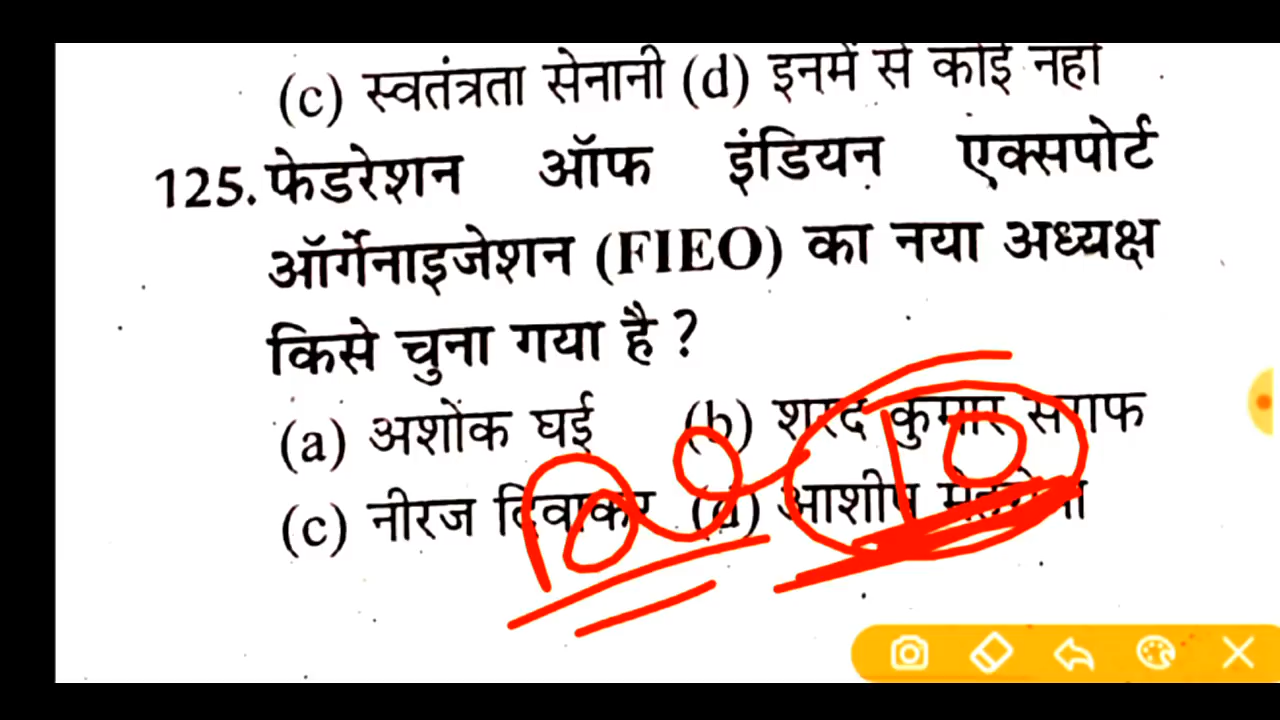 (c) स्वतंत्रता सेनानी (d) इनमें से कोई नहीं
125. फेडरेशन ऑफ इंडियन एक्सपोर्ट
ऑर्गेनाइजेशन (FIEO) का नया अध्यक्ष
किसे चुना गया है ?
(a) अशोक घई (b) शरद कुमार सराफ
(c) नीरज दिवाकर (d) आशीष
10